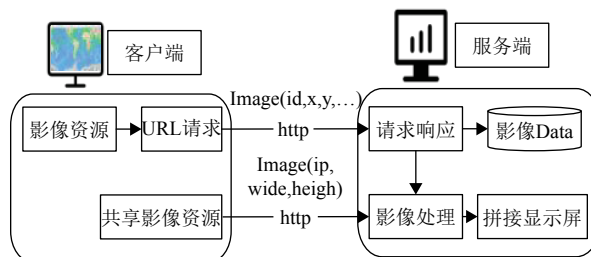 客户端
服务端
Image(id,x,y,…)
影像资源
URL请求
http
请求响应
影像Data
Image(ip,
wide,heigh)
共享影像资源
http
影像处理
拼接显示屏